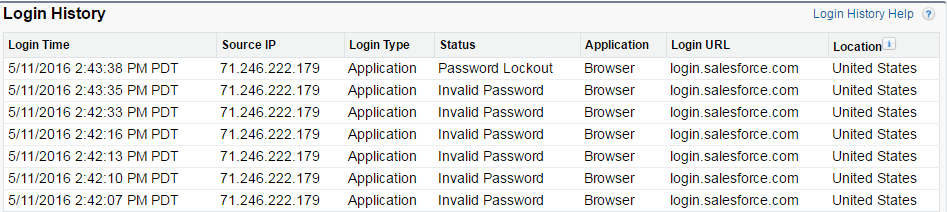 Login History Login History Help ?
Login Time Source IP Login Type Status Application Login URL Location i
5/11/2016 2:43:38 PM PDT 71.246.222.179 Application Password Lockout Browser login.salesforce.com United States
5/11/2016 2:43:35 PM PDT 71.246.222.179 Application Invalid Password Browser login.salesforce.com United States
5/11/2016 2:42:33 PM PDT 71.246.222.179 Application Invalid Password Browser login.salesforce.com United States
5/11/2016 2:42:16 PM PDT 71.246.222.179 Application Invalid Password Browser login.salesforce.com United States
5/11/2016 2:42:13 PM PDT 71.246.222.179 Application Invalid Password Browser login.salesforce.com United States
5/11/2016 2:42:10 PM PDT 71.246.222.179 Application Invalid Password Browser login.salesforce.com United States
5/11/2016 2:42:07 PM PDT 71.246.222.179 Application Invalid Password Browser login.salesforce.com United States